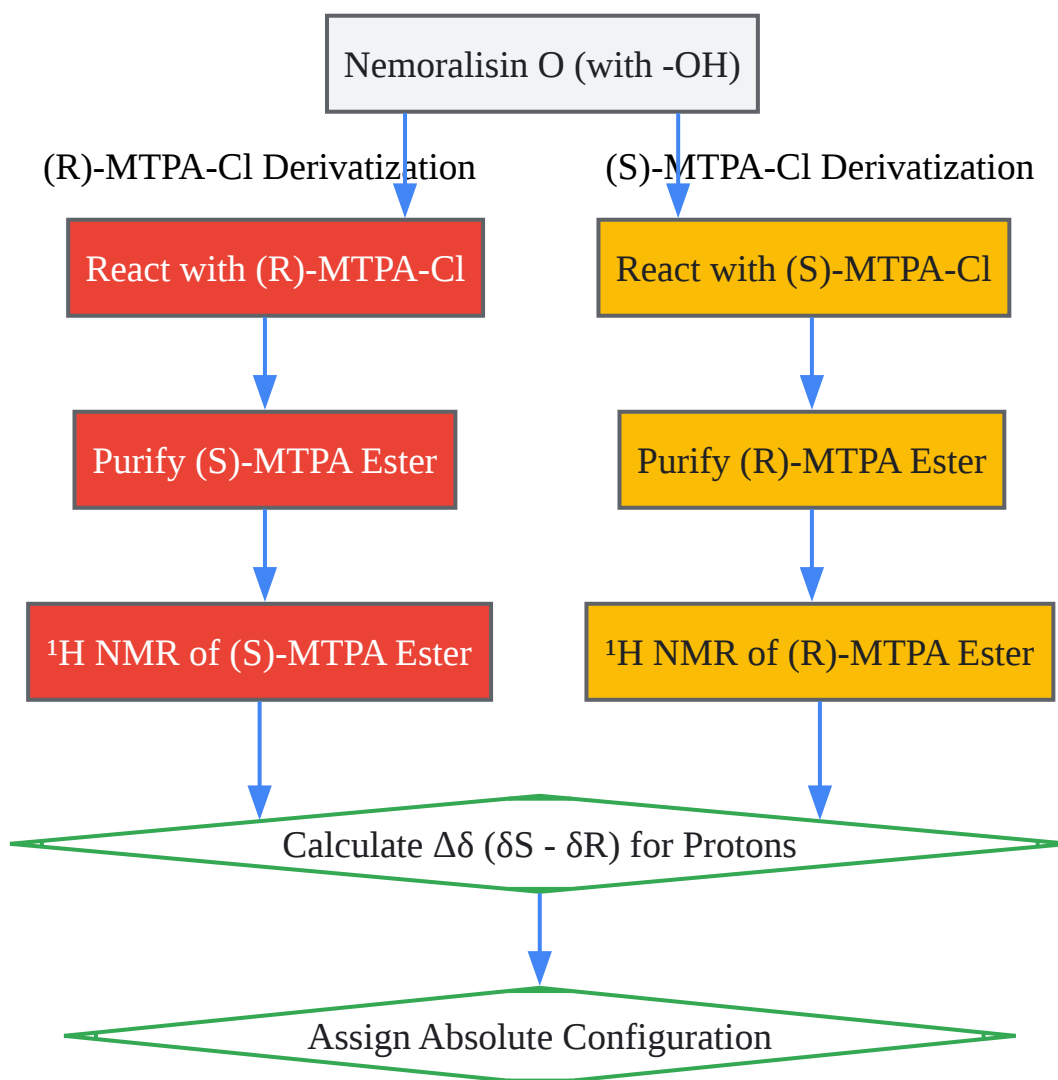 Nemoralisin O (with -OH)
(R)-MTPA-Cl Derivatization
(S)-MTPA-Cl Derivatization
React with (R)-MTPA-Cl
React with (S)-MTPA-Cl
Purify (S)-MTPA Ester
Purify (R)-MTPA Ester
¹H NMR of (S)-MTPA Ester
¹H NMR of (R)-MTPA Ester
Calculate Δδ (δS - δR) for Protons
Assign Absolute Configuration